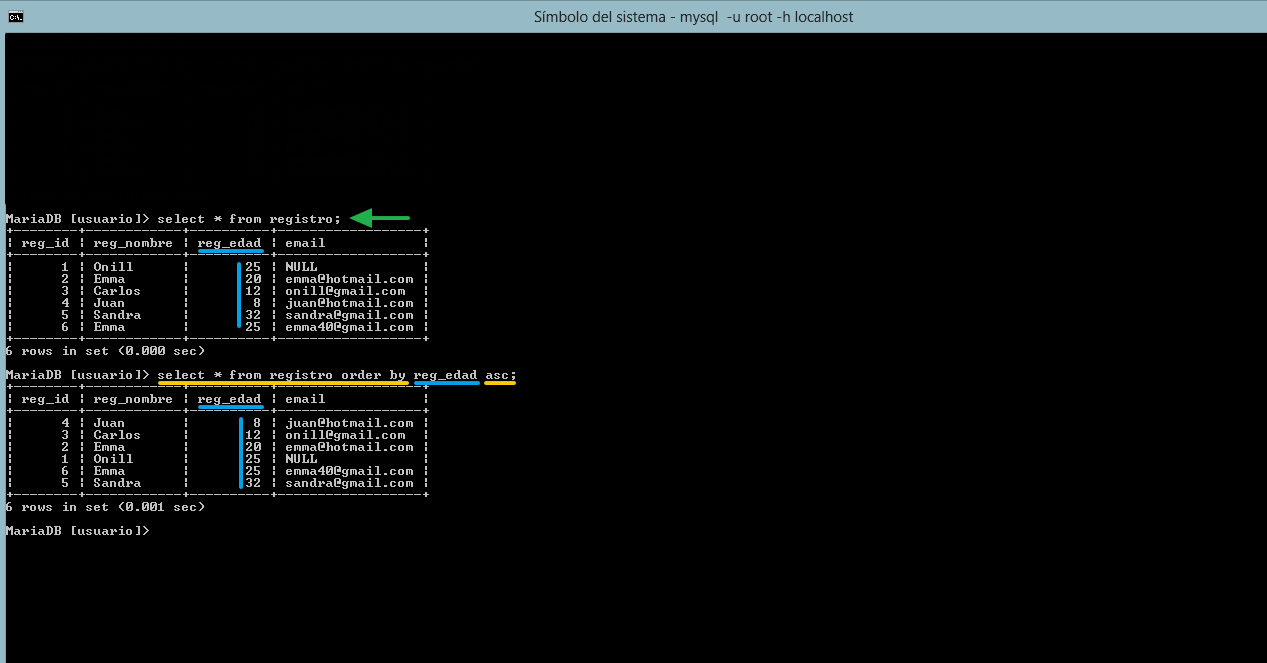 Símbolo del sistema - mysql  -u root -h localhost
MariaDB [usuario]> select * from registro;
+--------+------------+----------+------------------+
| reg_id | reg_nombre | reg_edad | email            |
+--------+------------+----------+------------------+
|      1 | Onill      |       25 | NULL             |
|      2 | Emma       |       20 | emma@hotmail.com |
|      3 | Carlos     |       12 | onill@gmail.com  |
|      4 | Juan       |        8 | juan@hotmail.com |
|      5 | Sandra     |       32 | sandra@gmail.com |
|      6 | Emma       |       25 | emma40@gmail.com |
+--------+------------+----------+------------------+
6 rows in set (0.000 sec)
MariaDB [usuario]> select * from registro order by reg_edad asc;
+--------+------------+----------+------------------+
| reg_id | reg_nombre | reg_edad | email            |
+--------+------------+----------+------------------+
|      4 | Juan       |        8 | juan@hotmail.com |
|      3 | Carlos     |       12 | onill@gmail.com  |
|      2 | Emma       |       20 | emma@hotmail.com |
|      1 | Onill      |       25 | NULL             |
|      6 | Emma       |       25 | emma40@gmail.com |
|      5 | Sandra     |       32 | sandra@gmail.com |
+--------+------------+----------+------------------+
6 rows in set (0.001 sec)
MariaDB [usuario]>